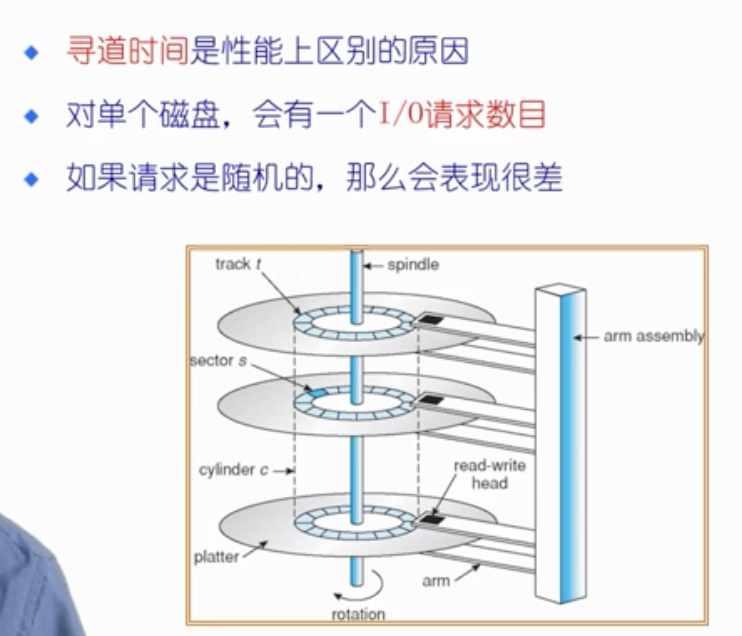 寻道时间是性能上区别的原因
对单个磁盘，会有一个I/O请求数目
如果请求是随机的，那么会表现很差
track t
spindle
arm assembly
sector s
cylinder c
read-write
head
platter
arm
rotation